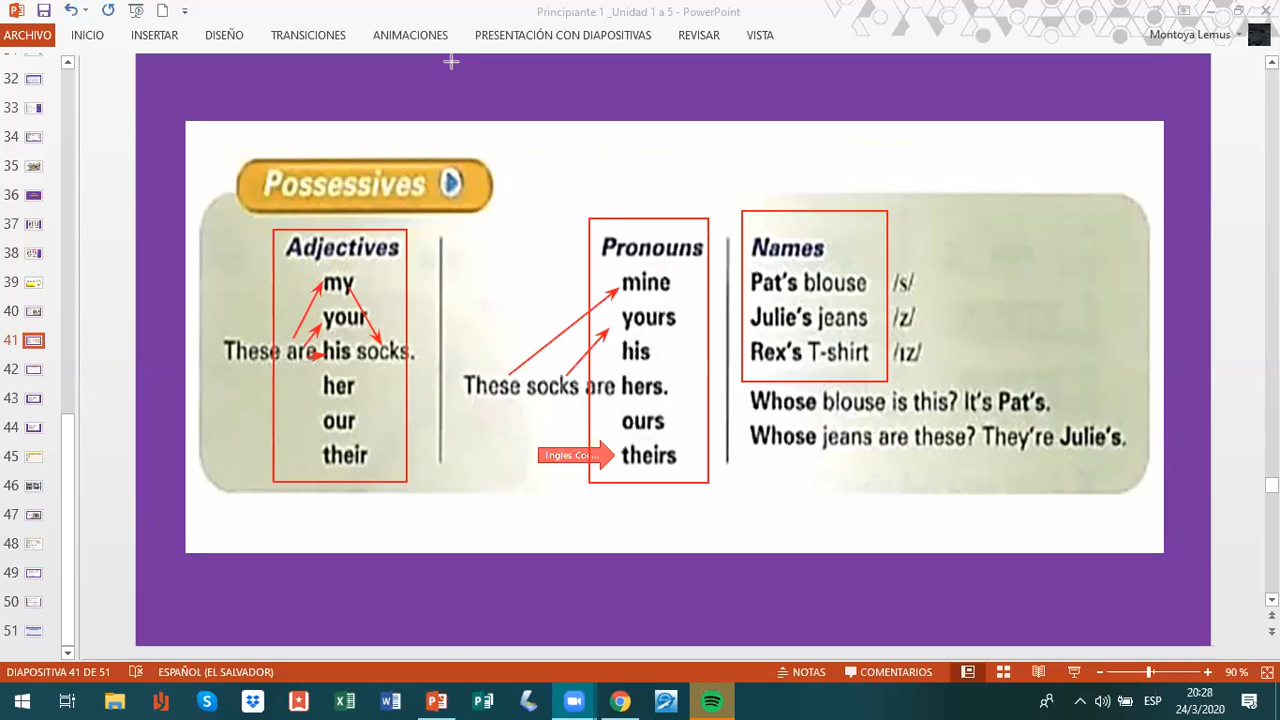 Principiante 1 _Unidad 1 a 5 - PowerPoint
ARCHIVO INICIO INSERTAR DISEÑO TRANSICIONES ANIMACIONES PRESENTACIÓN CON DIAPOSITIVAS REVISAR VISTA Montoya Lemus
32
33
34
35
36
37
38
39
40
41
42
43
44
45
46
47
48
49
50
51
Possessives
Adjectives
my
your
These are his socks.
her
our
their
Pronouns
mine
yours
his
These socks are hers.
ours
Ingles Co... theirs
Names
Pat's blouse /s/
Julie's jeans /z/
Rex's T-shirt /ɪz/
Whose blouse is this? It's Pat's.
Whose jeans are these? They're Julie's.
DIAPOSITIVA 41 DE 51 ESPAÑOL (EL SALVADOR) NOTAS COMENTARIOS 90 %
ESP 20:28
24/3/2020